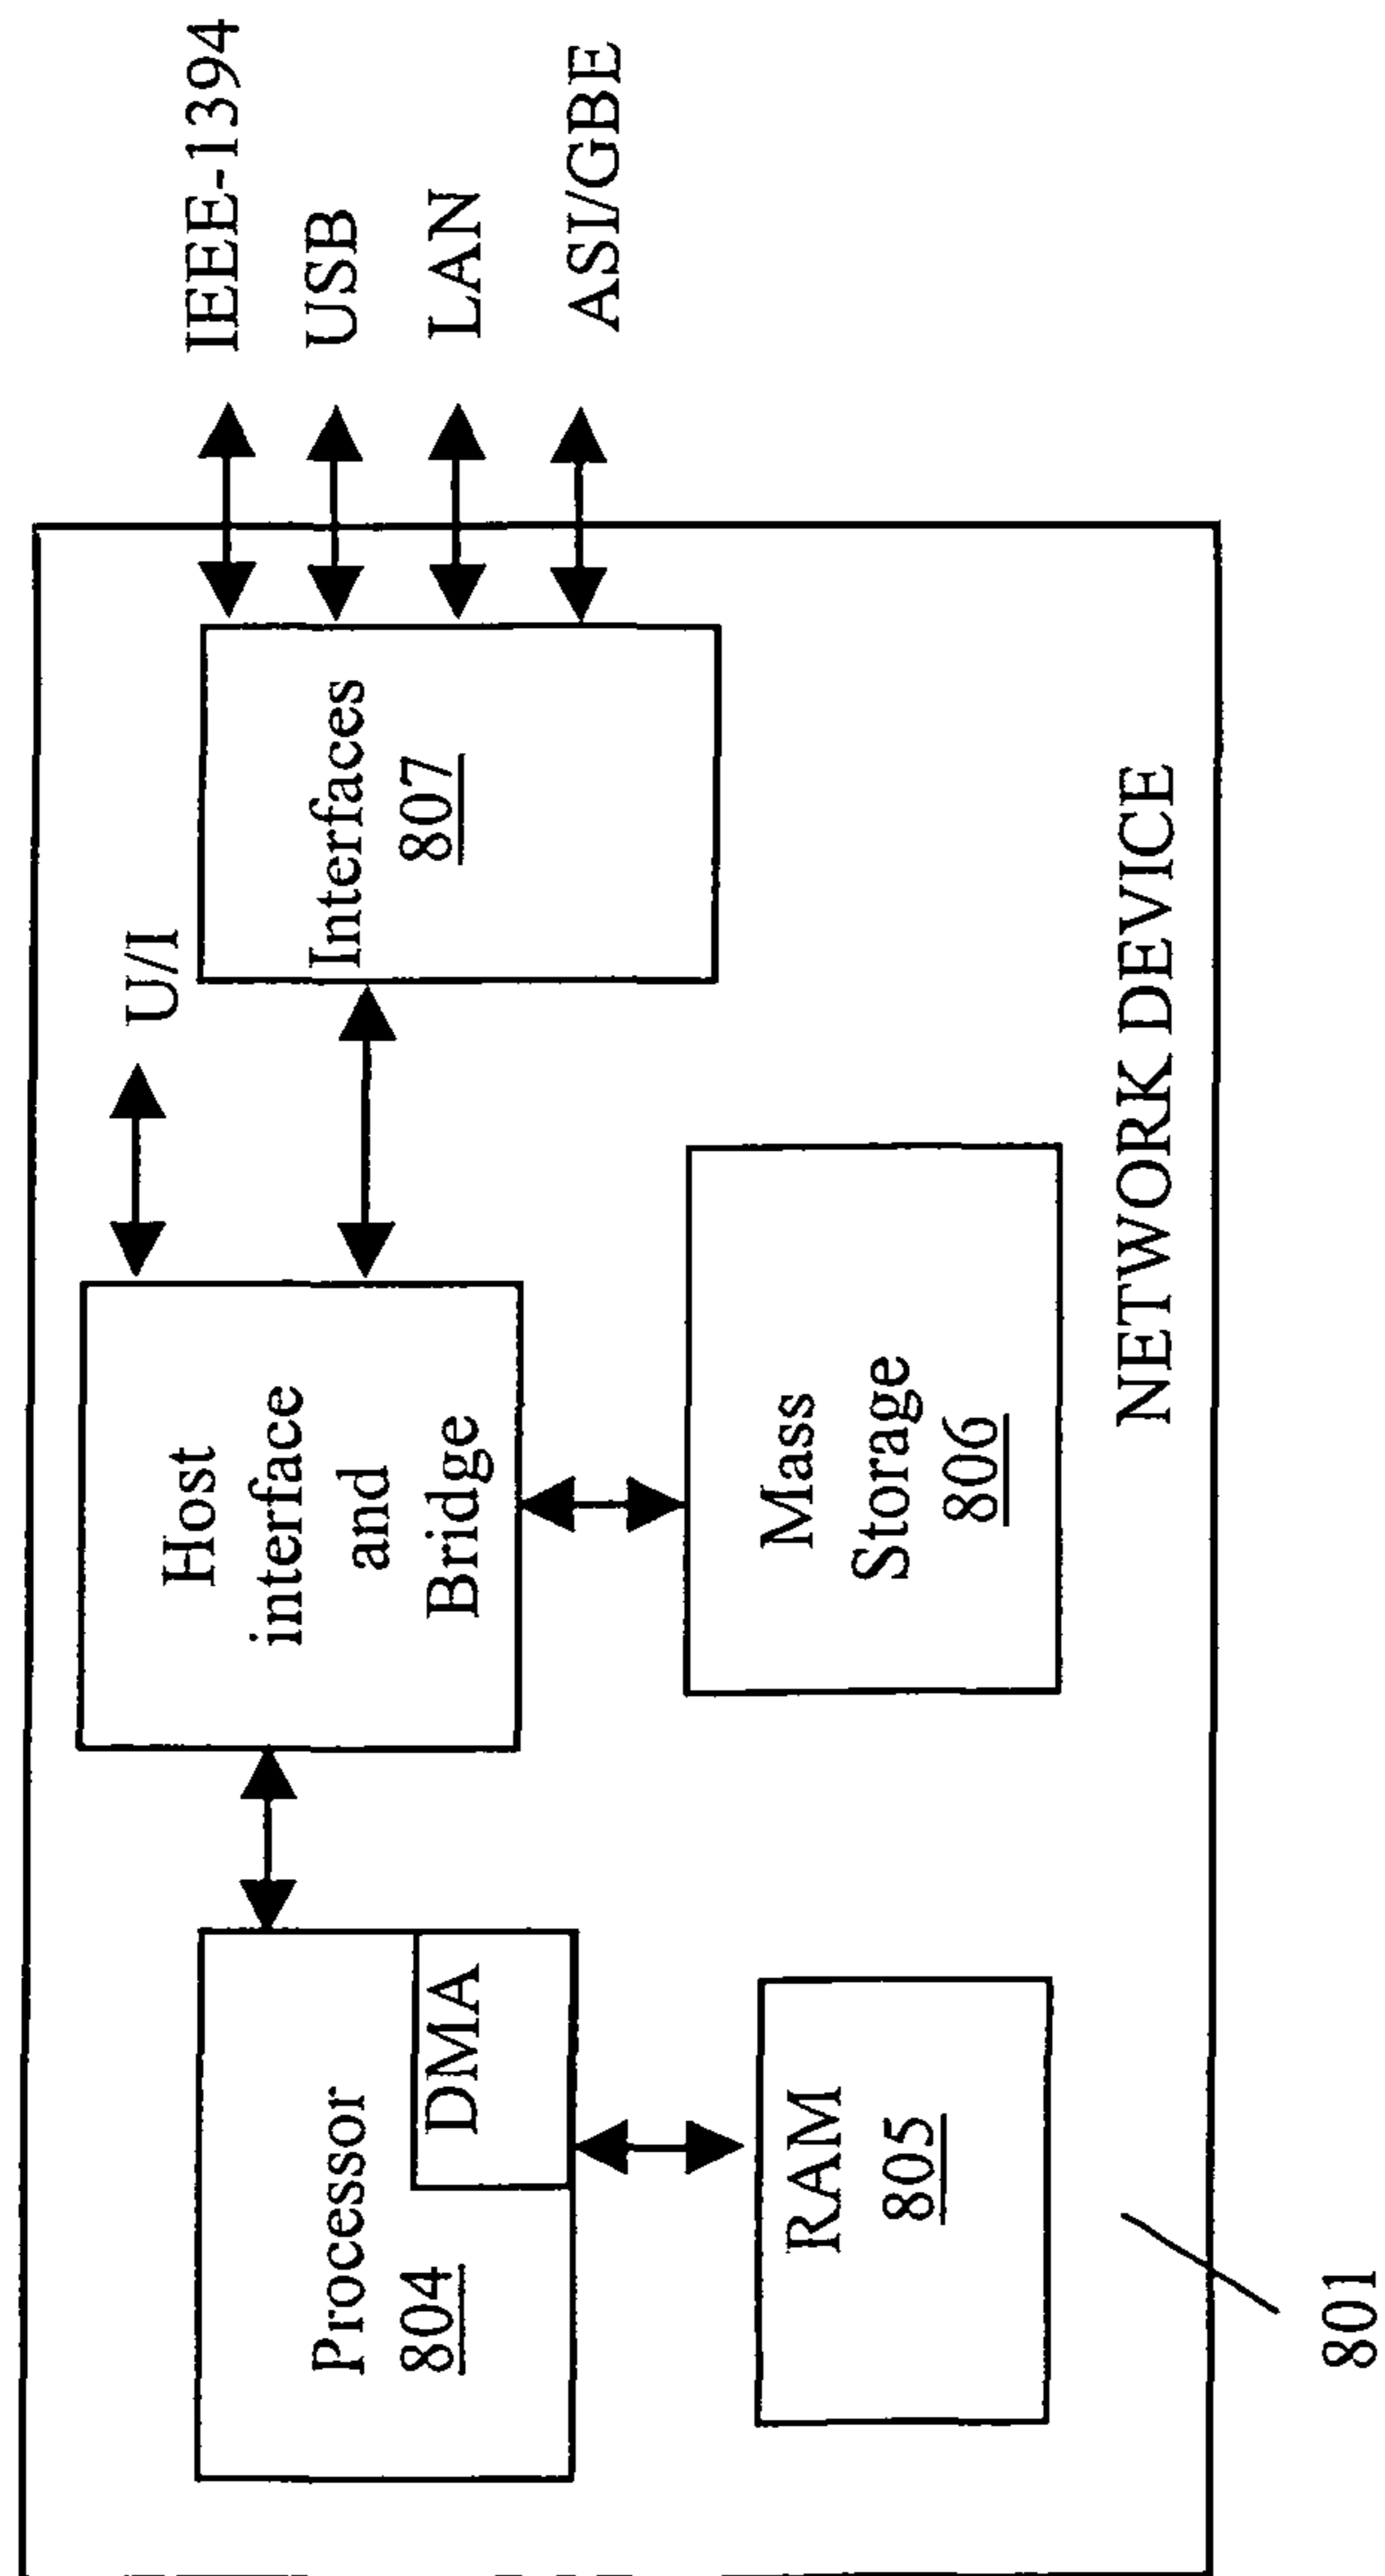 IEEE-1394
USB
LAN
ASI/GBE
U/I
Interfaces
807
Host
interface
and
Bridge
Mass
Storage
806
Processor
804
DMA
RAM
805
NETWORK DEVICE
801